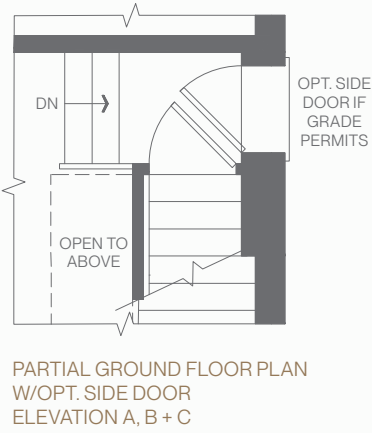 DN
OPT. SIDE
DOOR IF
GRADE
PERMITS
OPEN TO
ABOVE
PARTIAL GROUND FLOOR PLAN
W/OPT. SIDE DOOR
ELEVATION A, B + C